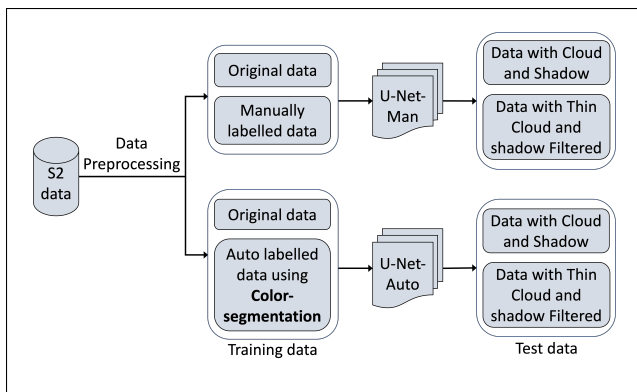 S2
data
Data
Preprocessing
Original data
Manually
labelled data
U-Net-
Man
Data with Cloud
and Shadow
Data with Thin
Cloud and
shadow Filtered
Original data
Auto labelled
data using
Color-
segmentation
Training data
U-Net-
Auto
Data with Cloud
and Shadow
Data with Thin
Cloud and
shadow Filtered
Test data